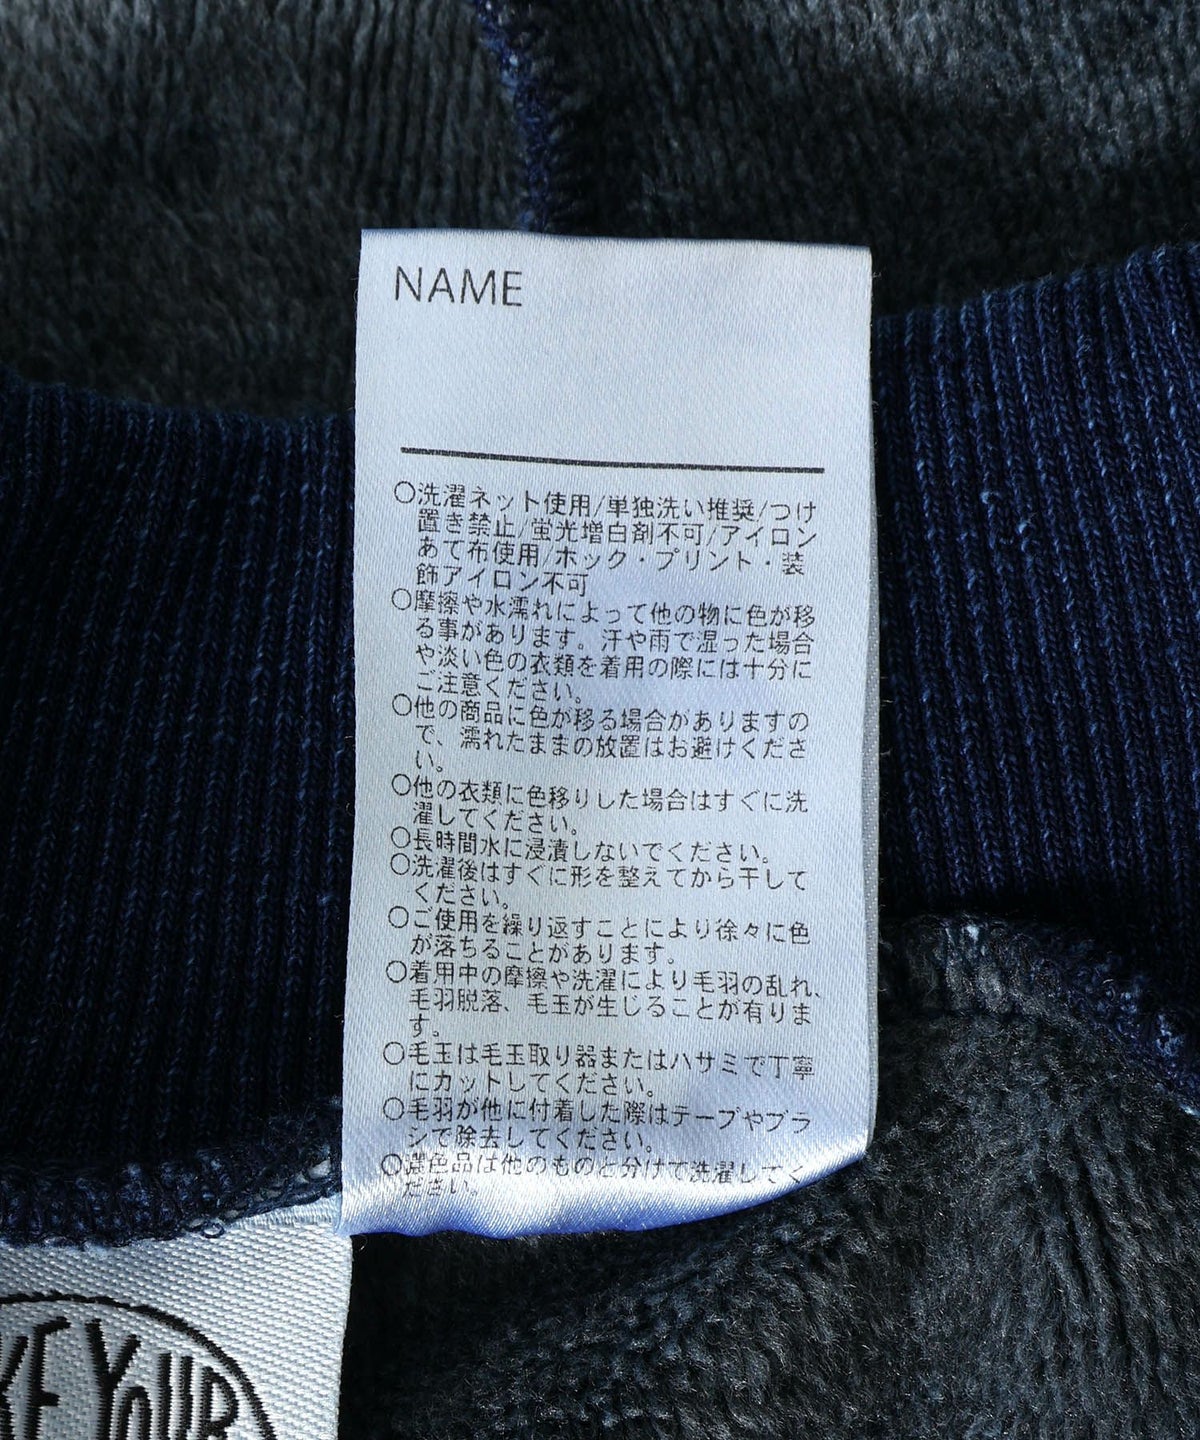 NAME
○洗濯ネット使用/単独洗い推奨/つけ
置き禁止/蛍光増白剤不可/アイロン
あて布使用/ホック・プリント・装
飾アイロン不可
○摩擦や水濡れによって他の物に色が移
る事があります。汗や雨で湿った場合
や淡い色の衣類を着用の際には十分に
ご注意ください。
○他の商品に色が移る場合がありますの
で、濡れたままの放置はお避けくださ
い。
○他の衣類に色移りした場合はすぐに洗
濯してください。
○長時間水に浸漬しないでください。
○洗濯後はすぐに形を整えてから干して
ください。
○ご使用を繰り返すことにより徐々に色
が落ちることがあります。
○着用中の摩擦や洗濯により毛羽の乱れ、
毛羽脱落、毛玉が生じることが有りま
す。
○毛玉は毛玉取り器またはハサミで丁寧
にカットしてください。
○毛羽が他に付着した際はテープやブラ
シで除去してください。
○濃色品は他のものと分けて洗濯してく
ださい。
KE YOUR